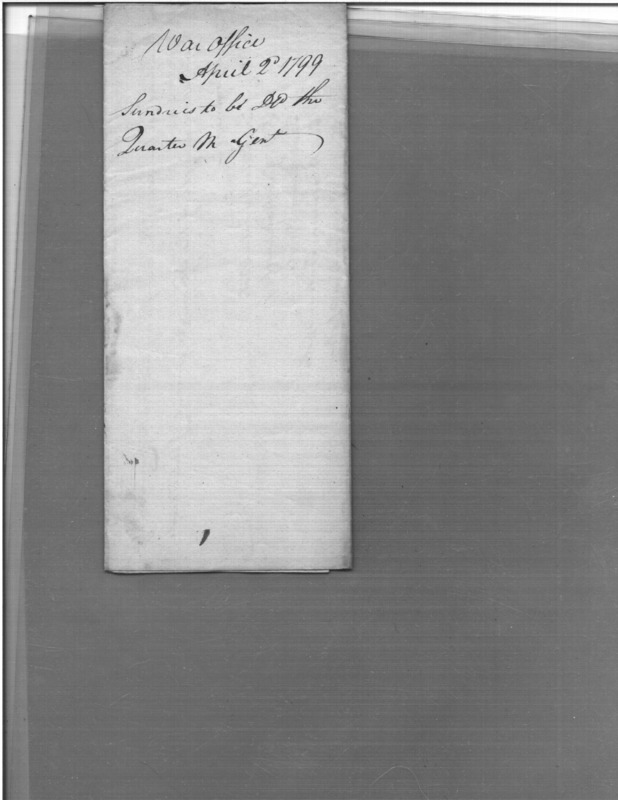 War Office
April 2d 1799
Sundries to be DD the
Quarter M Genl